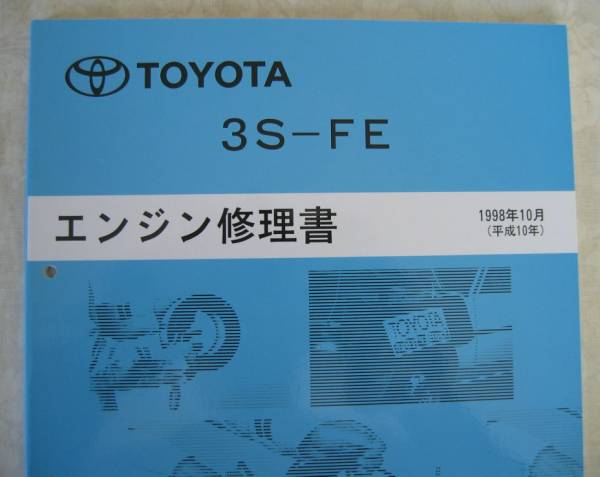 TOYOTA
3S-FE
エンジン修理書
1998年10月
(平成10年)
TOYOTA